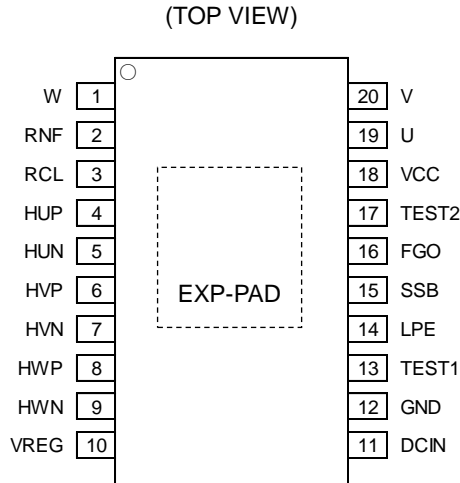 (TOP VIEW)
W 1 20 V
RNF 2 19 U
RCL 3 18 VCC
HUP 4 17 TEST2
HUN 5 16 FGO
HVP 6 EXP-PAD 15 SSB
HVN 7 14 LPE
HWP 8 13 TEST1
HWN 9 12 GND
VREG 10 11 DCIN